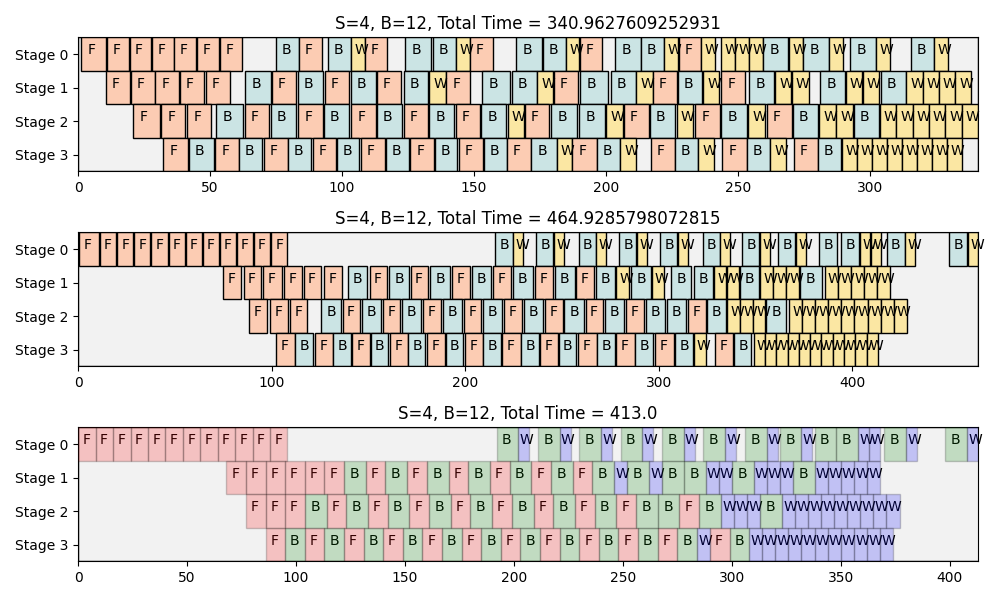 S=4, B=12, Total Time = 340.9627609252931
Stage 0 F F F F F F F B F B W F B B W F B B W F B B W F W W W W B W B W B W B W
Stage 1 F F F F F B F B F B F B W F B B W F B B W F B W F B W W B W W B W W W W
Stage 2 F F F B F B F B F B F B F B W F B B W F B W F B W F B W W B W W W W W W
Stage 3 F B F B F B F B F B F B F B F B W F B W F B W F B W F B W W W W W W W W
0 50 100 150 200 250 300
S=4, B=12, Total Time = 464.9285798072815
Stage 0 F F F F F F F F F F F F B W B W B W B W B W B W B W B W B B W W B W B W
Stage 1 F F F F F F B F B F B F B F B F B F B W B W B B W W B W W W B W W W W W
Stage 2 F F F B F B F B F B F B F B F B F B F B B F B W W W B W W W W W W W W W
Stage 3 F B F B F B F B F B F B F B F B F B F B F B W F B W W W W W W W W W W W
0 100 200 300 400
S=4, B=12, Total Time = 413.0
Stage 0 F F F F F F F F F F F F B W B W B W B W B W B W B W B W B B W W B W B W
Stage 1 F F F F F F B F B F B F B F B F B F B W B W B B W W B W W W B W W W W W
Stage 2 F F F B F B F B F B F B F B F B F B F B B F B W W W B W W W W W W W W W
Stage 3 F B F B F B F B F B F B F B F B F B F B F B W F B W W W W W W W W W W W
0 50 100 150 200 250 300 350 400